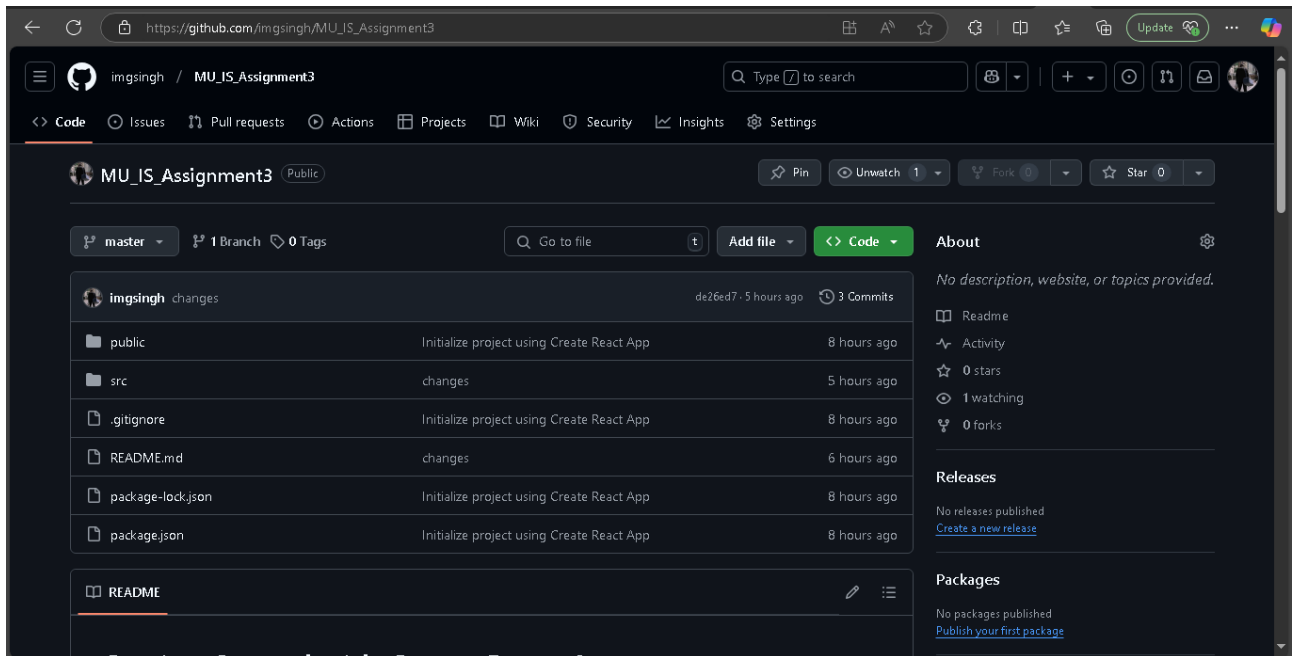 https://github.com/imgsingh/MU_IS_Assignment3
Update
imgsingh / MU_IS_Assignment3
Type / to search
Code Issues Pull requests Actions Projects Wiki Security Insights Settings
MU_IS_Assignment3 Public
Pin Unwatch 1 Fork 0 Star 0
master 1 Branch 0 Tags Go to file t Add file Code
About
No description, website, or topics provided.
imgsingh changes de26ed7 · 5 hours ago 3 Commits
public Initialize project using Create React App 8 hours ago
src changes 5 hours ago
.gitignore Initialize project using Create React App 8 hours ago
README.md changes 6 hours ago
package-lock.json Initialize project using Create React App 8 hours ago
package.json Initialize project using Create React App 8 hours ago
Readme
Activity
0 stars
1 watching
0 forks
Releases
No releases published
Create a new release
Packages
No packages published
Publish your first package
README